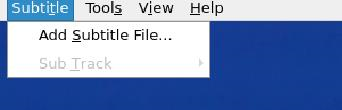 Subtitle Tools View Help
Add Subtitle File...
Sub Track